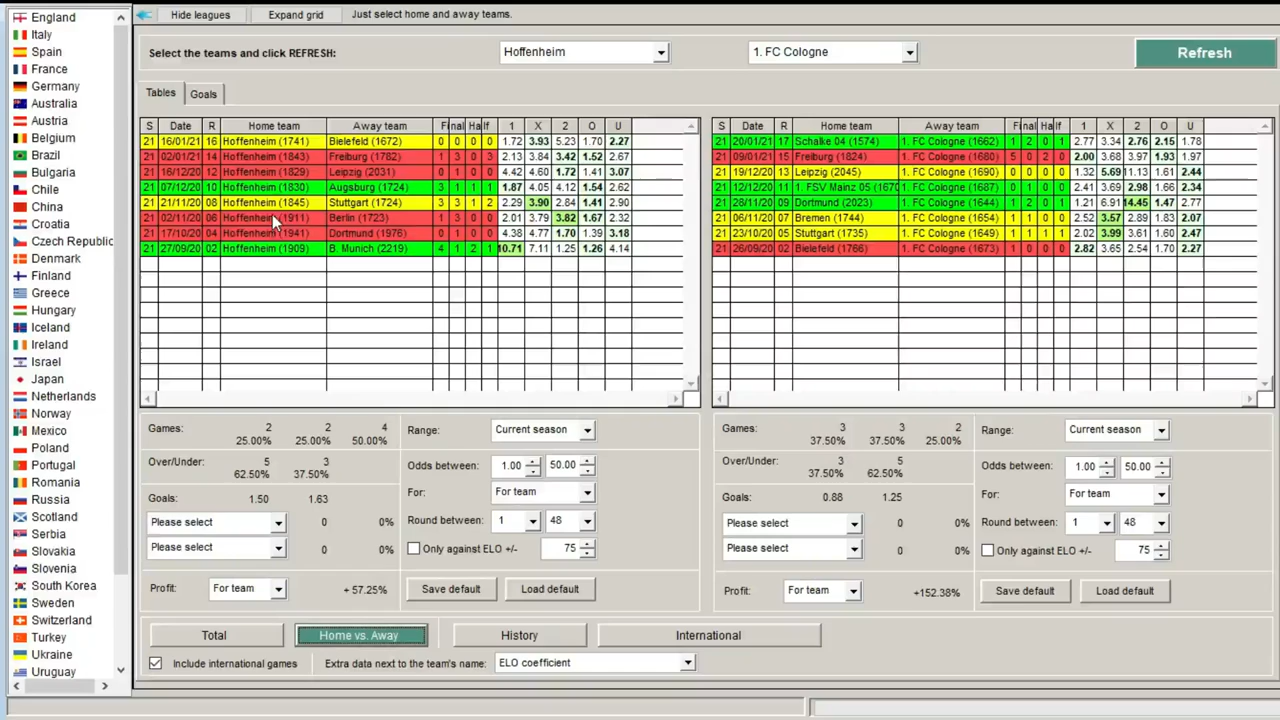 Hide leagues Expand grid Just select home and away teams.
Select the teams and click REFRESH: Hoffenheim 1. FC Cologne Refresh
Tables Goals
England
Italy
Spain
France
Germany
Australia
Austria
Belgium
Brazil
Bulgaria
Chile
China
Croatia
Czech Republic
Denmark
Finland
Greece
Hungary
Iceland
Ireland
Israel
Japan
Netherlands
Norway
Mexico
Poland
Portugal
Romania
Russia
Scotland
Serbia
Slovakia
Slovenia
South Korea
Sweden
Switzerland
Turkey
Ukraine
Uruguay
S Date R Home team Away team Final Half 1 X 2 O U
21 16/01/21 16 Hoffenheim (1741) Bielefeld (1672) 0 0 0 0 1.72 3.93 5.23 1.70 2.27
21 02/01/21 14 Hoffenheim (1843) Freiburg (1782) 1 3 0 3 2.13 3.84 3.42 1.52 2.67
21 16/12/20 12 Hoffenheim (1829) Leipzig (2031) 0 1 0 0 4.42 4.60 1.72 1.41 3.07
21 07/12/20 10 Hoffenheim (1830) Augsburg (1724) 3 1 1 1 1.87 4.05 4.12 1.54 2.62
21 21/11/20 08 Hoffenheim (1845) Stuttgart (1724) 3 3 1 2 2.29 3.90 2.84 1.41 2.90
21 02/11/20 06 Hoffenheim (1911) Berlin (1723) 1 3 0 1 2.01 3.79 3.82 1.67 2.32
21 17/10/20 04 Hoffenheim (1941) Dortmund (1976) 0 1 0 0 4.38 4.77 1.70 1.39 3.18
21 27/09/20 02 Hoffenheim (1909) B. Munich (2219) 4 1 2 1 10.71 7.11 1.25 1.26 4.14
S Date R Home team Away team Final Half 1 X 2 O U
21 20/01/21 17 Schalke 04 (1574) 1. FC Cologne (1662) 1 2 0 1 2.77 3.34 2.76 2.15 1.78
21 09/01/21 15 Freiburg (1824) 1. FC Cologne (1680) 5 0 2 0 2.00 3.68 3.97 1.93 1.97
21 19/12/20 13 Leipzig (2045) 1. FC Cologne (1690) 0 0 0 0 1.32 5.69 11.13 1.61 2.44
21 12/12/20 11 1. FSV Mainz 05 (1670 1. FC Cologne (1687) 0 1 0 0 2.41 3.69 2.98 1.66 2.34
21 28/11/20 09 Dortmund (2023) 1. FC Cologne (1644) 1 2 0 1 1.21 6.91 14.45 1.47 2.77
21 06/11/20 07 Bremen (1744) 1. FC Cologne (1654) 1 1 0 0 2.52 3.57 2.89 1.83 2.07
21 23/10/20 05 Stuttgart (1735) 1. FC Cologne (1649) 1 1 1 1 2.02 3.99 3.61 1.60 2.47
21 26/09/20 02 Bielefeld (1766) 1. FC Cologne (1673) 1 0 0 0 2.82 3.65 2.54 1.70 2.27
Games: 2 2 4
25.00% 25.00% 50.00%
Over/Under: 5 3
62.50% 37.50%
Goals: 1.50 1.63
Please select 0 0%
Please select 0 0%
Profit: For team + 57.25%
Range: Current season
Odds between: 1.00 50.00
For: For team
Round between: 1 48
Only against ELO +/- 75
Save default Load default
Games: 3 3 2
37.50% 37.50% 25.00%
Over/Under: 3 5
37.50% 62.50%
Goals: 0.88 1.25
Please select 0 0%
Please select 0 0%
Profit: For team +152.38%
Range: Current season
Odds between: 1.00 50.00
For: For team
Round between: 1 48
Only against ELO +/- 75
Save default Load default
Total Home vs. Away History International
Include international games Extra data next to the team's name: ELO coefficient